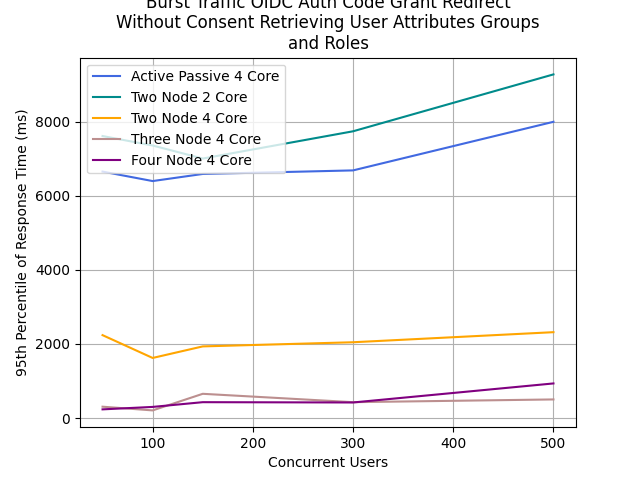 Burst Traffic OIDC Auth Code Grant Redirect
Without Consent Retrieving User Attributes Groups
and Roles
Active Passive 4 Core
Two Node 2 Core
Two Node 4 Core
Three Node 4 Core
Four Node 4 Core
95th Percentile of Response Time (ms)
8000
6000
4000
2000
0
100
200
300
400
500
Concurrent Users